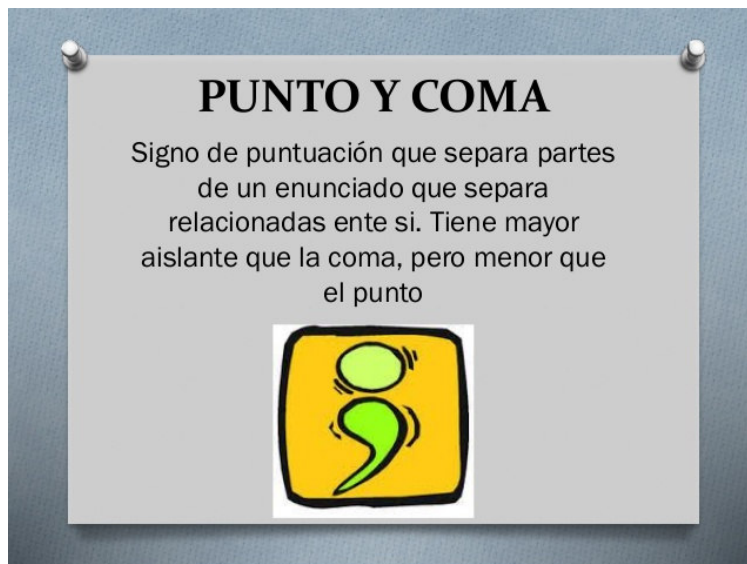 PUNTO Y COMA
Signo de puntuación que separa partes
de un enunciado que separa
relacionadas ente si. Tiene mayor
aislante que la coma, pero menor que
el punto